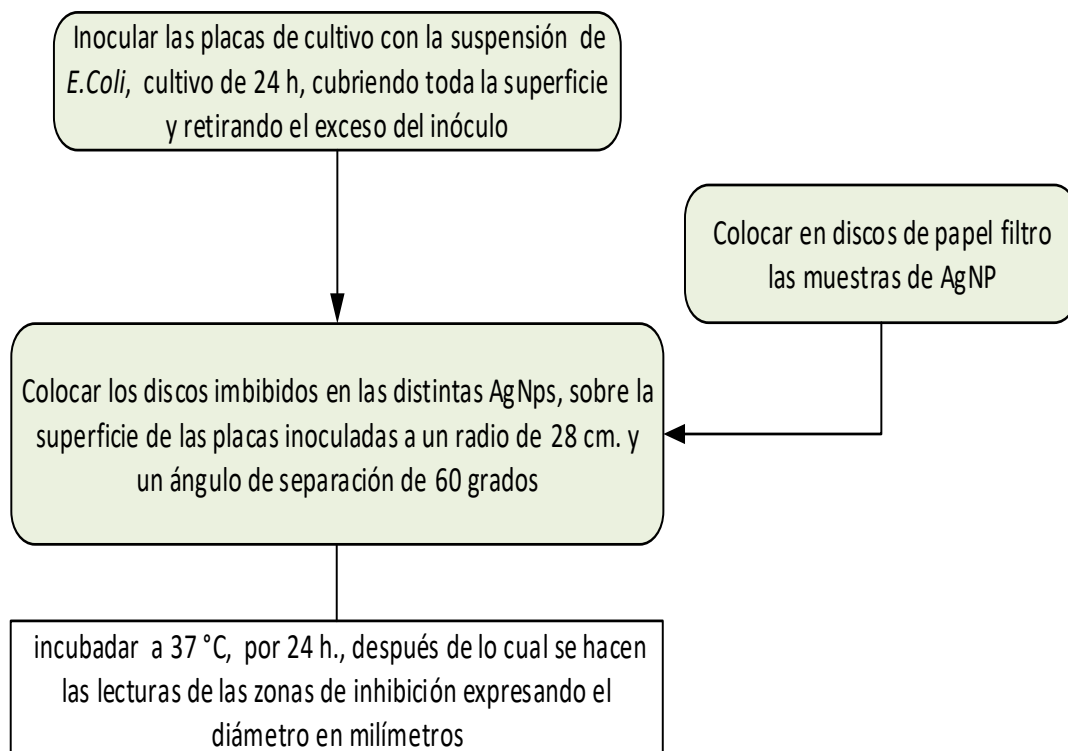 Inocular las placas de cultivo con la suspensión de
E.Coli, cultivo de 24 h, cubriendo toda la superficie
y retirando el exceso del inóculo
Colocar en discos de papel filtro
las muestras de AgNP
Colocar los discos imbibidos en las distintas AgNps, sobre la
superficie de las placas inoculadas a un radio de 28 cm. y
un ángulo de separación de 60 grados
incubadar a 37 °C, por 24 h., después de lo cual se hacen
las lecturas de las zonas de inhibición expresando el
diámetro en milímetros